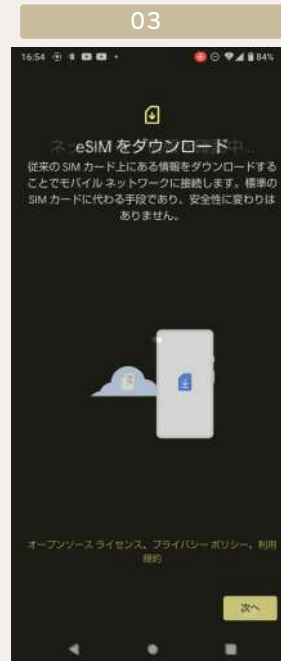 03
16:54
84%
eSIM をダウンロード
従来の SIM カード上にある情報をダウンロードする
ことでモバイル ネットワークに接続します。標準の
SIM カードに代わる手段であり、安全性に変わりは
ありません。
オープンソース ライセンス、プライバシー ポリシー、利用
規約
次へ